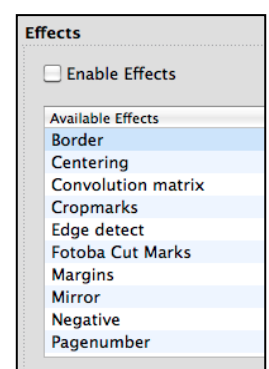 Effects
Enable Effects
Available Effects
Border
Centering
Convolution matrix
Cropmarks
Edge detect
Fotoba Cut Marks
Margins
Mirror
Negative
Pagenumber